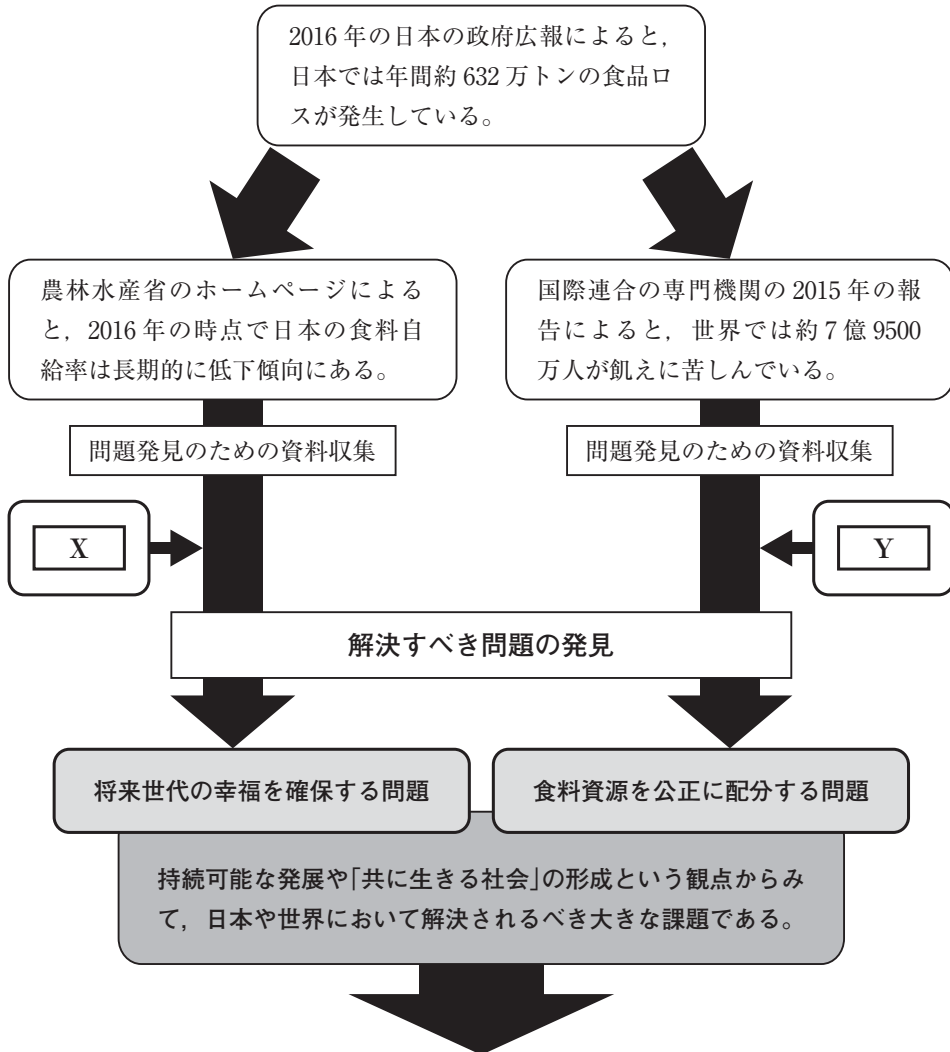 2016 年の日本の政府広報によると,
日本では年間約 632 万トンの食品ロ
スが発生している。
農林水産省のホームページによる
と,2016 年の時点で日本の食料自
給率は長期的に低下傾向にある。
国際連合の専門機関の 2015 年の報
告によると,世界では約 7 億 9500
万人が飢えに苦しんでいる。
問題発見のための資料収集
問題発見のための資料収集
X
Y
解決すべき問題の発見
将来世代の幸福を確保する問題
食料資源を公正に配分する問題
持続可能な発展や「共に生きる社会」の形成という観点からみ
て,日本や世界において解決されるべき大きな課題である。